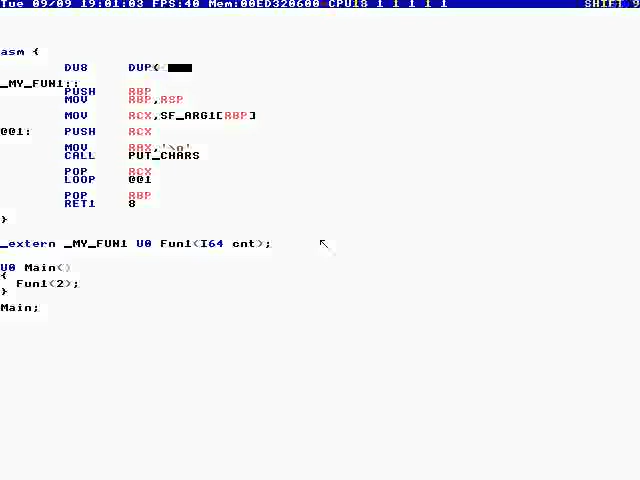 Tue 09/09 19:01:03 FPS:40 Mem:00ED320600 CPU18 1 1 1 1 1 SHIFT 9
asm {
DU8 DUP(
_MY_FUN1::
PUSH RBP
MOV RBP,RSP
MOV RCX,SF_ARG1[RBP]
@@1: PUSH RCX
MOV RAX,'\n'
CALL PUT_CHARS
POP RCX
LOOP @@1
POP RBP
RET1 8
}
_extern _MY_FUN1 U0 Fun1(I64 cnt);
U0 Main()
{
Fun1(2);
}
Main;